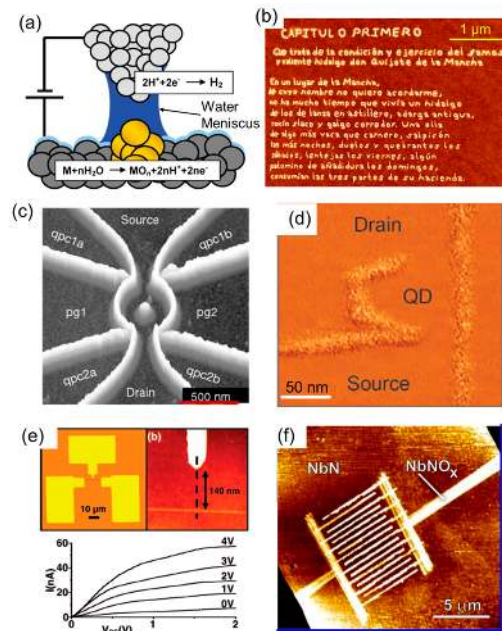 (a)
2H⁺+2e⁻ → H₂
Water
Meniscus
M+nH₂O → MOₙ+2nH⁺+2ne⁻
(b)
1 µm
CAPITULO PRIMERO
Que trata de la condición y ejercicio del famoso
y valiente hidalgo don Quijote de la Mancha
En un lugar de la Mancha,
de cuyo nombre no quiero acordarme,
no ha mucho tiempo que vivía un hidalgo
de los de lanza en astillero, adarga antigua,
rocín flaco y galgo corredor. Una olla
de algo más vaca que carnero, salpicón
las más noches, duelos y quebrantos los
sábados, lentejas los viernes, algún
palomino de añadidura los domingos,
consumían las tres partes de su hacienda.
(c)
Source
qpc1a
qpc1b
pg1
pg2
qpc2a
qpc2b
Drain
500 nm
(d)
Drain
QD
Source
50 nm
(e)
10 µm
(b)
140 nm
I(nA)
60
40
20
0
4V
3V
2V
1V
0V
0
1
2
(V)
(f)
NbN
NbNOₓ
5 µm